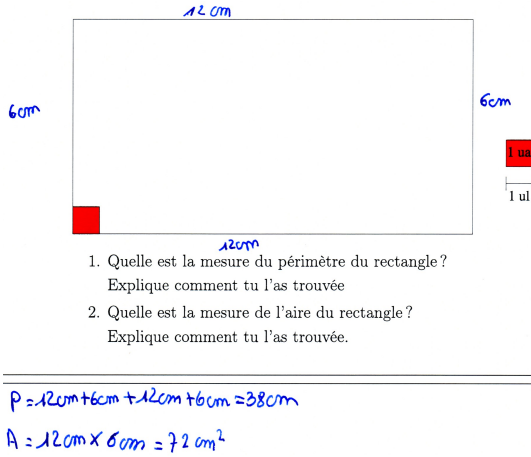 12 cm
6cm
6cm
1 ua
1 ul
12cm
1. Quelle est la mesure du périmètre du rectangle ?
Explique comment tu l'as trouvée
2. Quelle est la mesure de l'aire du rectangle ?
Explique comment tu l'as trouvée.
P = 12cm+6cm+12cm+6cm = 38cm
A = 12cm × 6cm = 72 cm²